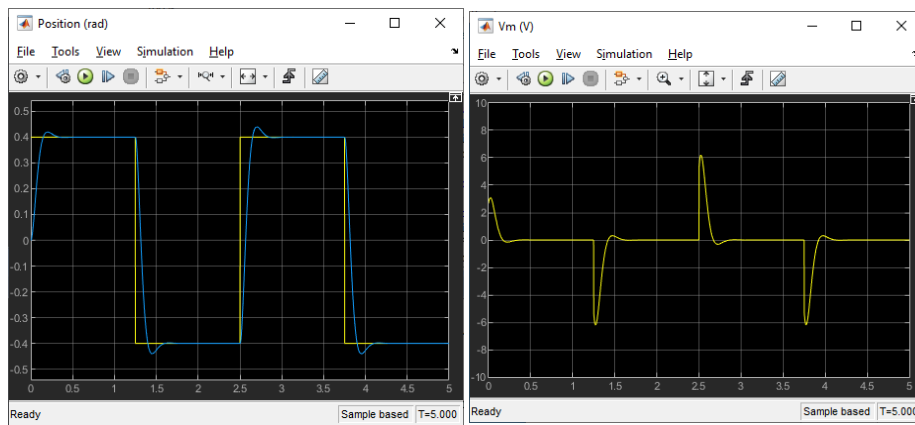 Position (rad)
File Tools View Simulation Help
0.5
0.4
0.3
0.2
0.1
0
-0.1
-0.2
-0.3
-0.4
-0.5
0 0.5 1 1.5 2 2.5 3 3.5 4 4.5 5
Ready Sample based T=5.000
Vm (V)
File Tools View Simulation Help
10
8
6
4
2
0
-2
-4
-6
-8
-10
0 0.5 1 1.5 2 2.5 3 3.5 4 4.5 5
Ready Sample based T=5.000